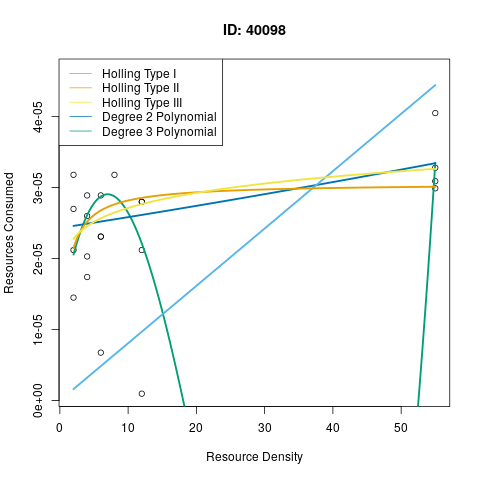 ID: 40098
Holling Type I
Holling Type II
Holling Type III
Degree 2 Polynomial
Degree 3 Polynomial
Resources Consumed
4e-05
3e-05
2e-05
1e-05
0e+00
0 10 20 30 40 50
Resource Density